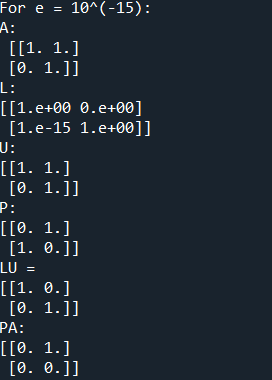 For e = 10^(-15):
A:
[[1. 1.]
[0. 1.]]
L:
[[1.e+00 0.e+00]
[1.e-15 1.e+00]]
U:
[[1. 1.]
[0. 1.]]
P:
[[0. 1.]
[1. 0.]]
LU =
[[1. 0.]
[0. 1.]]
PA:
[[0. 1.]
[0. 0.]]